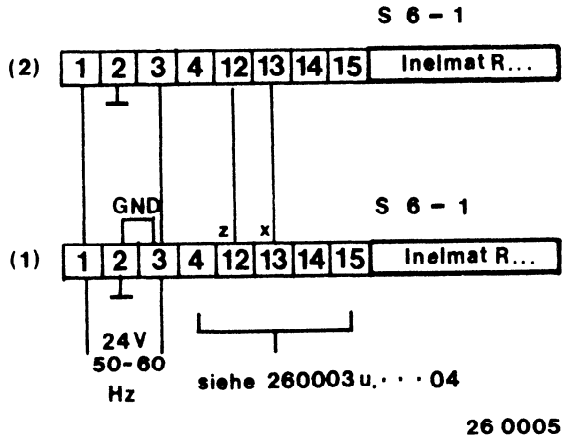 S 6-1
(2) 1 2 3 4 12 13 14 15 Inelmat R...
GND
S 6-1
z x
(1) 1 2 3 4 12 13 14 15 Inelmat R...
24V
50-60
Hz
siehe 260003 u. ... 04
26 0005